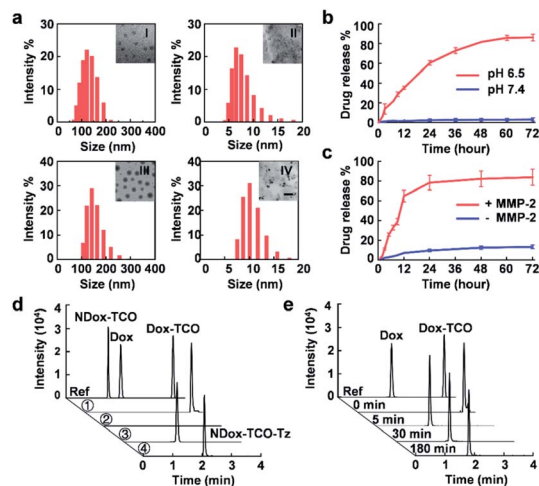 a
b
c
d
e
Intensity %
30
20
10
0
0 100 200 300 400
Size (nm)
I
Intensity %
30
20
10
0
0 5 10 15 20
Size (nm)
II
Intensity %
40
30
20
10
0
0 100 200 300 400
Size (nm)
III
Intensity %
40
30
20
10
0
0 5 10 15 20
Size (nm)
IV
Drug release %
100
80
60
40
20
0
0 12 24 36 48 60 72
Time (hour)
pH 6.5
pH 7.4
Drug release %
100
80
60
40
20
0
0 12 24 36 48 60 72
Time (hour)
+ MMP-2
- MMP-2
Intensity (10⁴)
4
3
2
1
0
NDox-TCO
Dox
Dox-TCO
Ref
①
②
③
④
NDox-TCO-Tz
0 1 2 3 4
Time (min)
Intensity (10⁴)
4
3
2
1
0
Dox
Dox-TCO
Ref
0 min
5 min
30 min
180 min
0 1 2 3 4
Time (min)